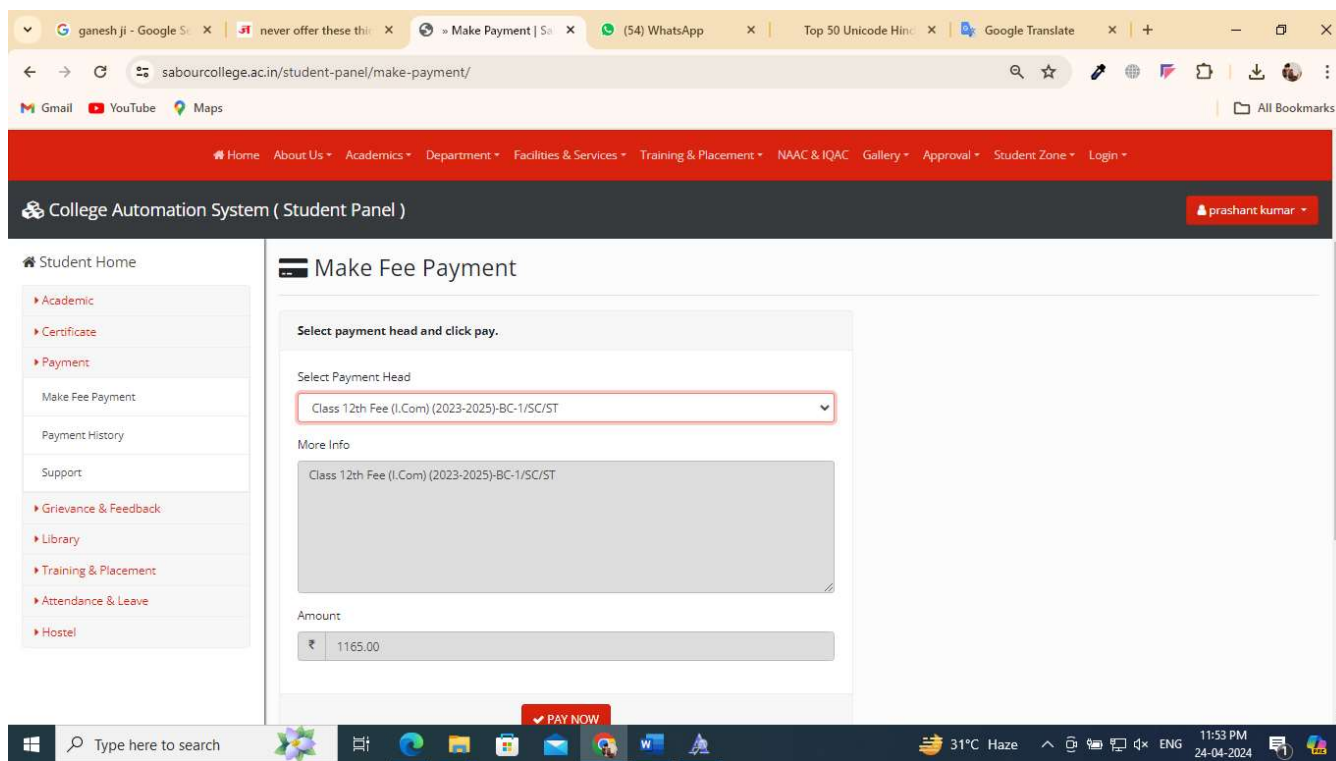 ganesh ji - Google Se
never offer these thi
» Make Payment | Sa
(54) WhatsApp
Top 50 Unicode Hind
Google Translate
sabourcollege.ac.in/student-panel/make-payment/
Gmail YouTube Maps All Bookmarks
Home About Us Academics Department Facilities & Services Training & Placement NAAC & IQAC Gallery Approval Student Zone Login
College Automation System ( Student Panel ) prashant kumar
Student Home
Academic
Certificate
Payment
Make Fee Payment
Payment History
Support
Grievance & Feedback
Library
Training & Placement
Attendance & Leave
Hostel
Make Fee Payment
Select payment head and click pay.
Select Payment Head
Class 12th Fee (I.Com) (2023-2025)-BC-1/SC/ST
More Info
Class 12th Fee (I.Com) (2023-2025)-BC-1/SC/ST
Amount
₹ 1165.00
PAY NOW
Type here to search
31°C Haze
ENG
11:53 PM
24-04-2024